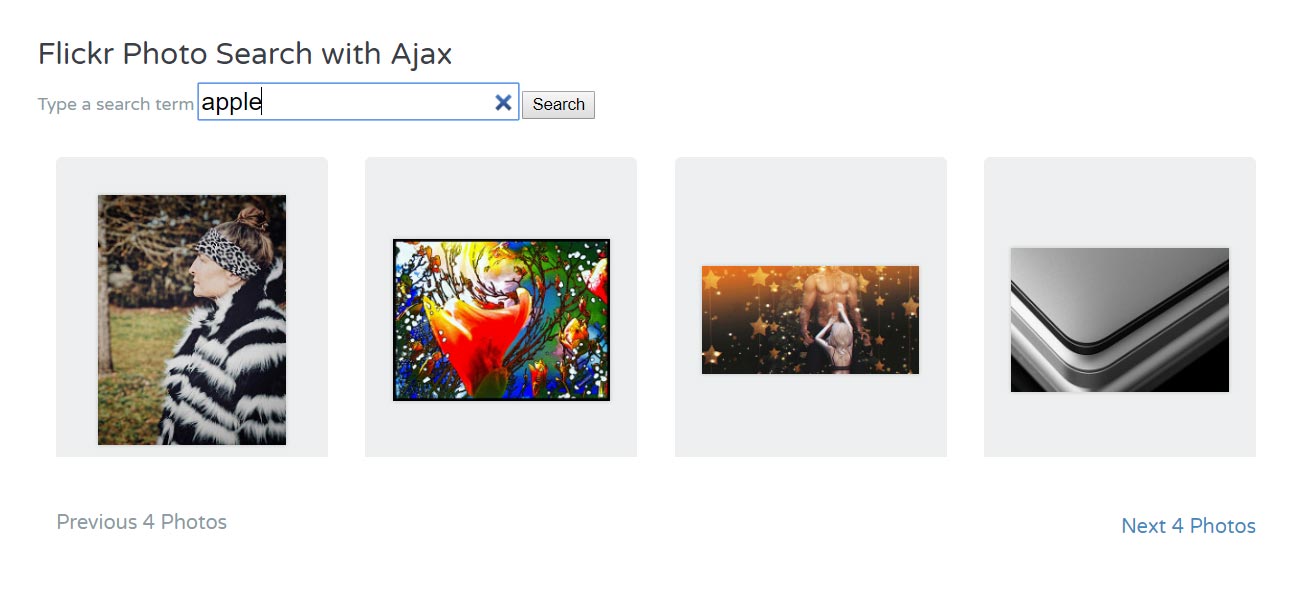 Flickr Photo Search with Ajax
Type a search term apple Search
Previous 4 Photos Next 4 Photos